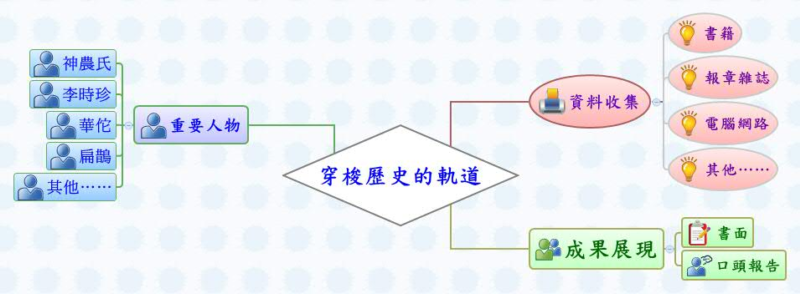 穿梭歷史的軌道
重要人物
神農氏
李時珍
華佗
扁鵲
其他……
資料收集
書籍
報章雜誌
電腦網路
其他……
成果展現
書面
口頭報告